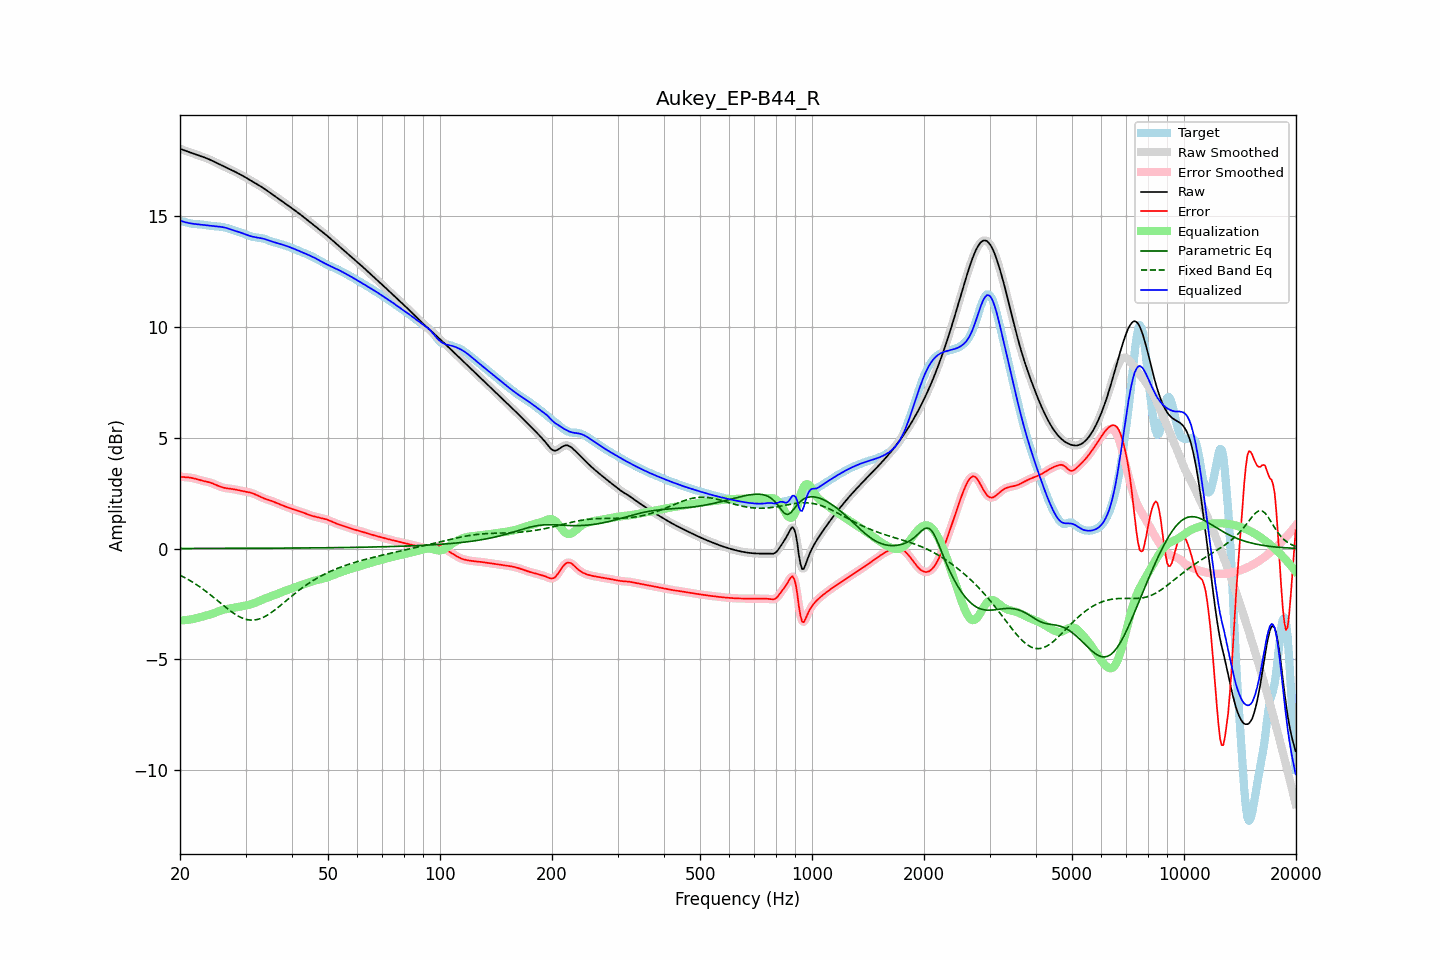 Aukey_EP-B44_R
Target
Raw Smoothed
Error Smoothed
Raw
Error
Equalization
Parametric Eq
Fixed Band Eq
Equalized
Amplitude (dBr)
15
10
5
0
−5
−10
20
50
100
200
500
1000
2000
5000
10000
20000
Frequency (Hz)